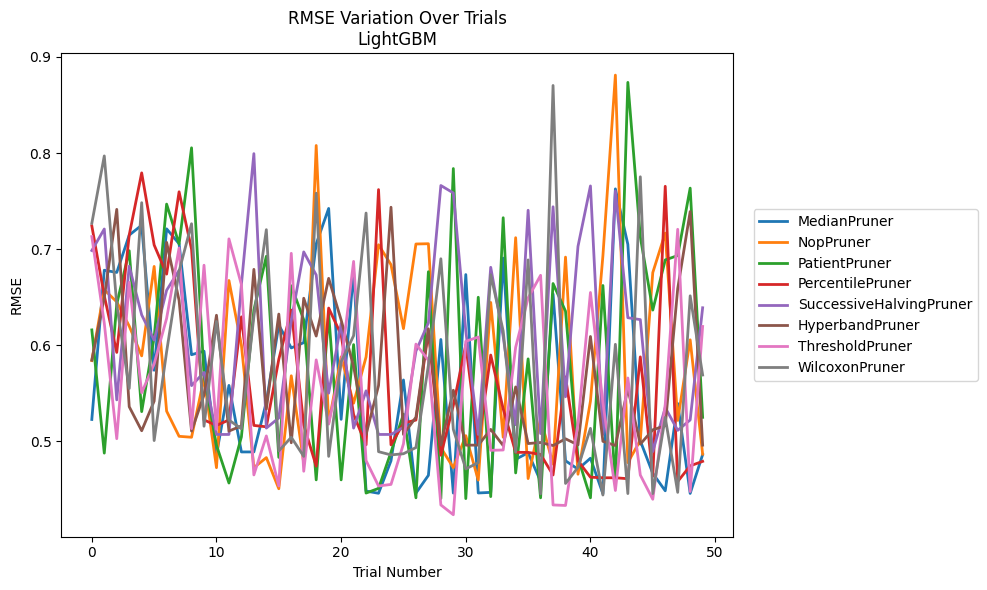 RMSE Variation Over Trials
LightGBM
0.9
0.8
0.7
0.6
0.5
RMSE
0 10 20 30 40 50
Trial Number
MedianPruner
NopPruner
PatientPruner
PercentilePruner
SuccessiveHalvingPruner
HyperbandPruner
ThresholdPruner
WilcoxonPruner